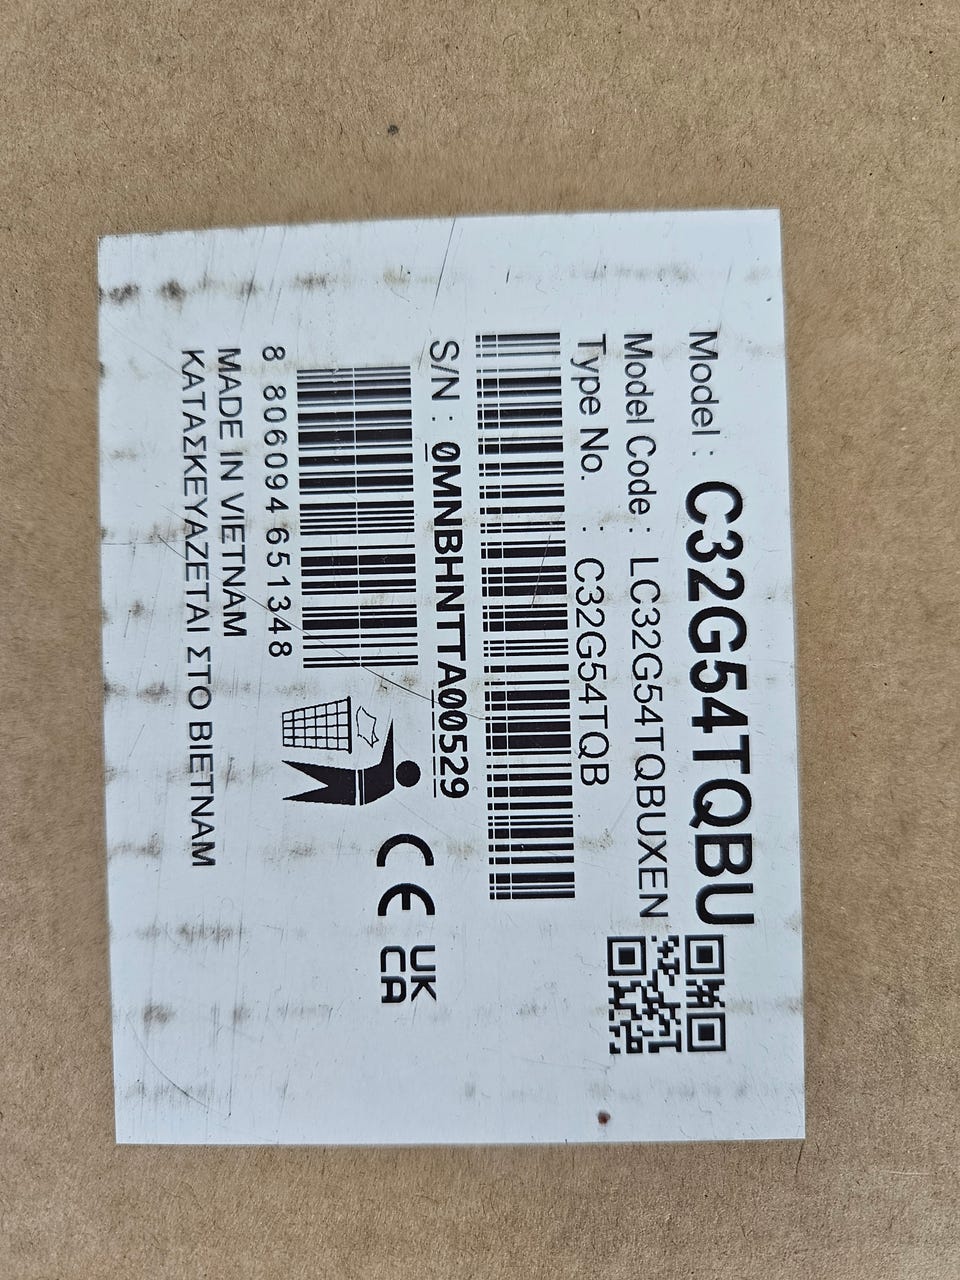 Model : C32G54TQBU
Model Code : LC32G54TQBUXEN
Type No. : C32G54TQB
S/N : 0MNBHNTTA00529
8 806094 651348
CE
UK
CA
MADE IN VIETNAM
ΚΑΤΑΣΚΕΥΑΖΕΤΑΙ ΣΤΟ ΒΙΕΤΝΑΜ